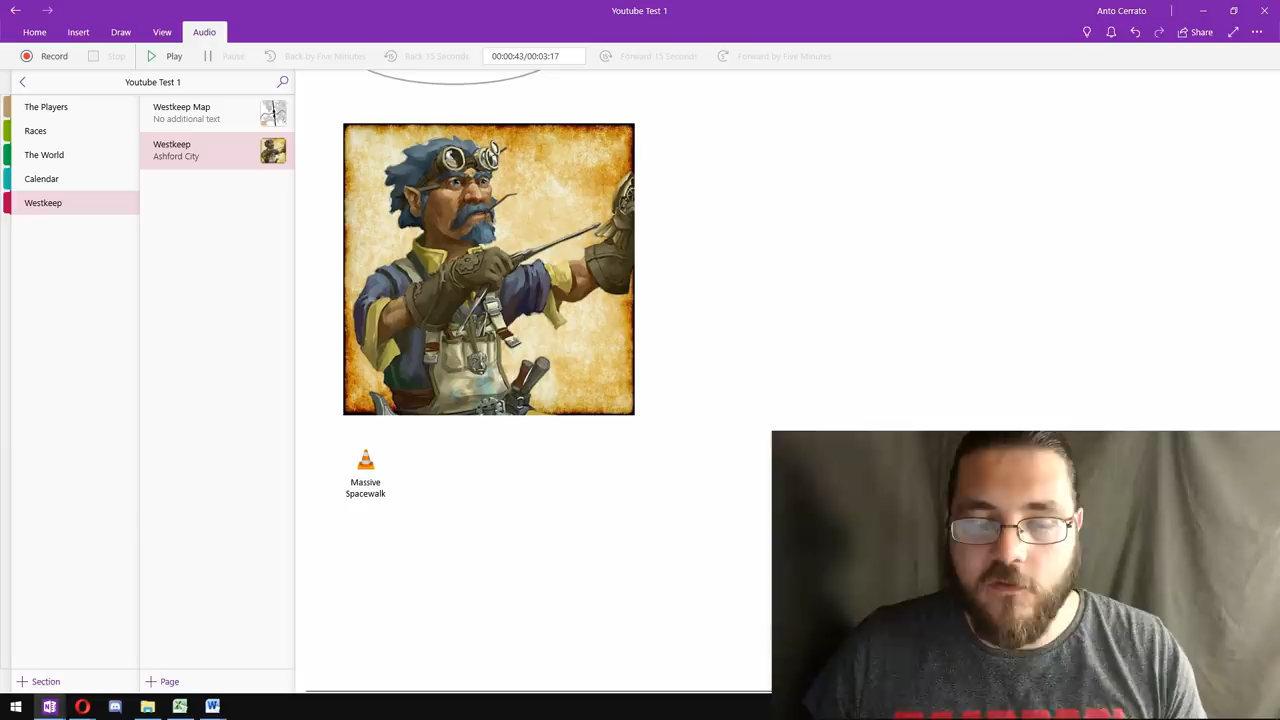 Youtube Test 1
Anto Cerrato
Home
Insert
Draw
View
Audio
Share
Record
Stop
Play
Pause
Back by Five Minutes
Back 15 Seconds
00:00:43/00:03:17
Forward 15 Seconds
Forward by Five Minutes
Youtube Test 1
The Players
Races
The World
Calendar
Westkeep
Westkeep Map
No additional text
Westkeep
Ashford City
Massive
Spacewalk
Section
Page